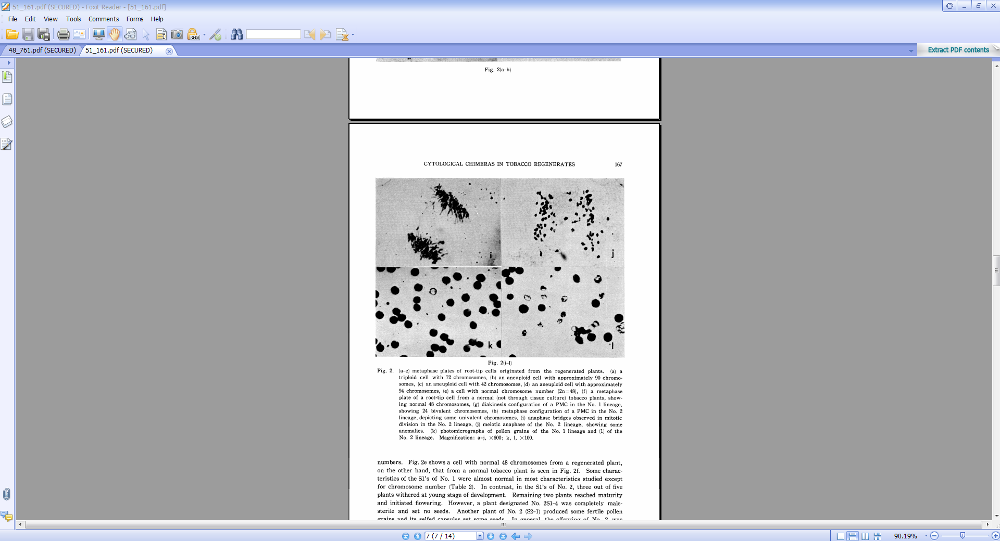 51_161.pdf (SECURED) - Foxit Reader - [51_161.pdf]
File Edit View Tools Comments Forms Help
RMS
48_761.pdf (SECURED) 51_161.pdf (SECURED)
Extract PDF contents
Fig. 2(a-h)
CYTOLOGICAL CHIMERAS IN TOBACCO REGENERATES 167
i
j
k
l
Fig. 2(i-l)
Fig. 2. (a-e) metaphase plates of root-tip cells originated from the regenerated plants. (a) a
triploid cell with 72 chromosomes, (b) an aneuploid cell with approximately 90 chromo-
somes, (c) an aneuploid cell with 42 chromosomes, (d) an aneuploid cell with approximately
94 chromosomes, (e) a cell with normal chromosome number (2n=48), (f) a metaphase
plate of a root-tip cell from a normal (not through tissue culture) tobacco plants, show-
ing normal 48 chromosomes, (g) diakinesis configuration of a PMC in the No. 1 lineage,
showing 24 bivalent chromosomes, (h) metaphase configuration of a PMC in the No. 2
lineage, depicting some univalent chromosomes, (i) anaphase bridges observed in mitotic
division in the No. 2 lineage, (j) meiotic anaphase of the No. 2 lineage, showing some
anomalies. (k) photomicrographs of pollen grains of the No. 1 lineage and (l) of the
No. 2 lineage. Magnification: a-j, ×600; k, l, ×100.
numbers. Fig. 2e shows a cell with normal 48 chromosomes from a regenerated plant,
on the other hand, that from a normal tobacco plant is seen in Fig. 2f. Some charac-
teristics of the S1's of No. 1 were almost normal in most characteristics studied except
for chromosome number (Table 2). In contrast, in the S1's of No. 2, three out of five
plants withered at young stage of development. Remaining two plants reached maturity
and initiated flowering. However, a plant designated No. 2S1-4 was completely male-
sterile and set no seeds. Another plant of No. 2 (S2-1) produced some fertile pollen
grains and its selfed capsules set some seeds. In general, the offspring of No. 2 was
7 (7 / 14)
90.19%